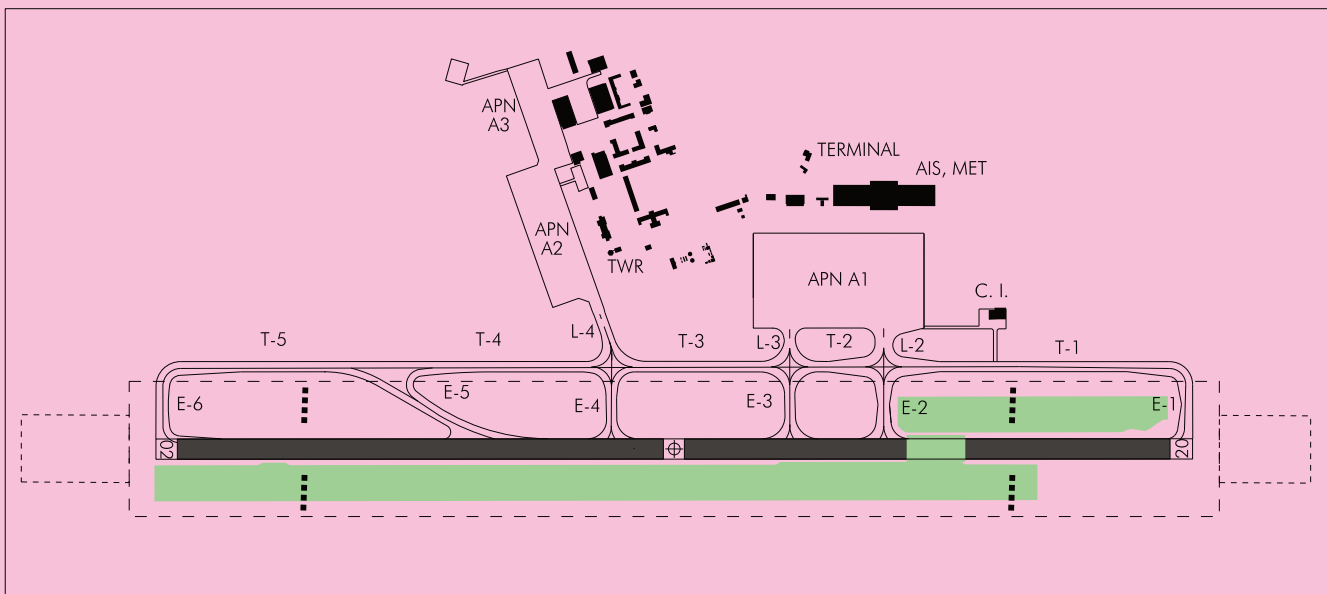 APN
A3
TERMINAL
AIS, MET
APN
A2
TWR
APN A1
C. I.
T-5
T-4
L-4
T-3
L-3
T-2
L-2
T-1
E-6
E-5
E-4
E-3
E-2
E-1
02
20